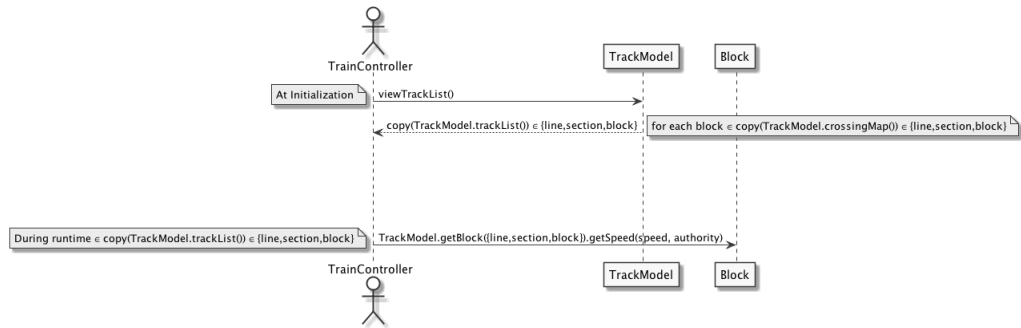 TrainController
TrackModel
Block
At Initialization
viewTrackList()
copy(TrackModel.trackList()) ∈ {line,section,block}
for each block ∈ copy(TrackModel.crossingMap()) ∈ {line,section,block}
During runtime ∈ copy(TrackModel.trackList()) ∈ {line,section,block}
TrackModel.getBlock({line,section,block}).getSpeed(speed, authority)
TrainController
TrackModel
Block